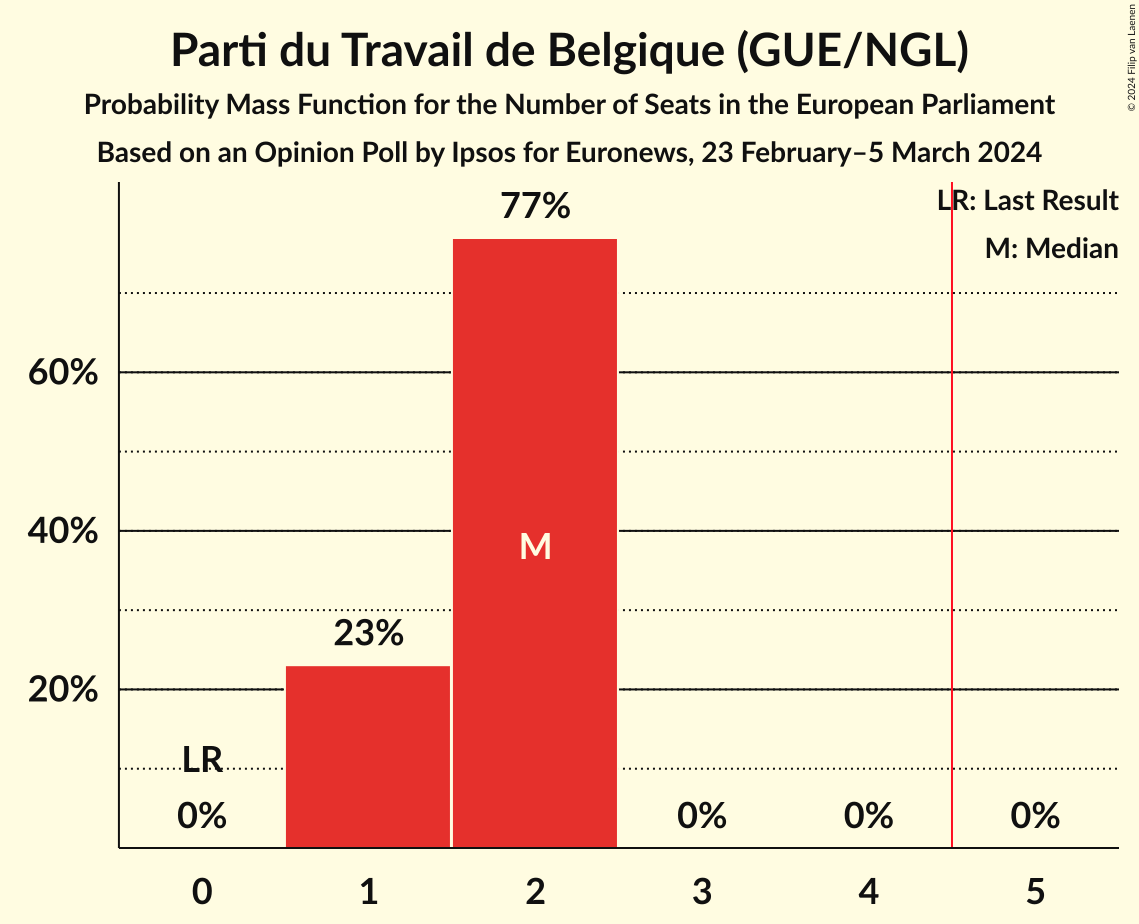 Parti du Travail de Belgique (GUE/NGL)
Probability Mass Function for the Number of Seats in the European Parliament
Based on an Opinion Poll by Ipsos for Euronews, 23 February–5 March 2024
© 2024 Filip van Laenen
LR: Last Result
M: Median
77%
60%
40%
M
23%
20%
LR
0%
0%
0%
0%
0
1
2
3
4
5